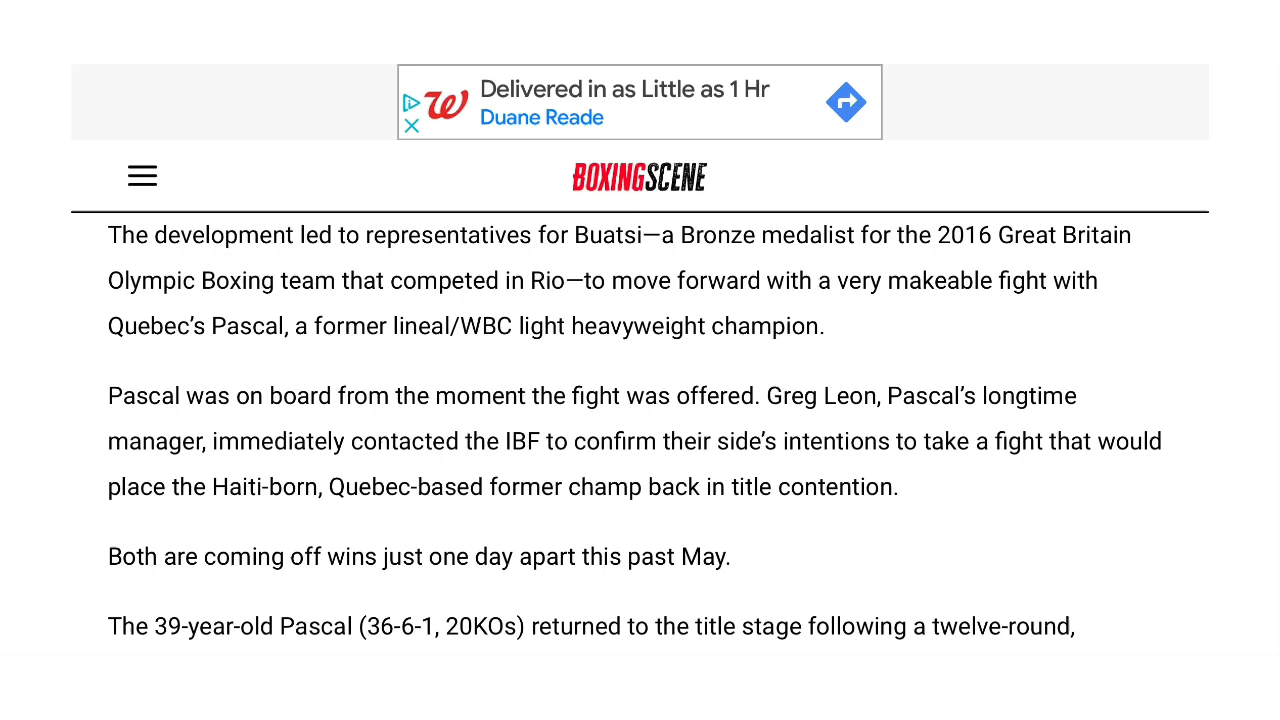 Delivered in as Little as 1 Hr
Duane Reade
BOXINGSCENE
The development led to representatives for Buatsi—a Bronze medalist for the 2016 Great Britain
Olympic Boxing team that competed in Rio—to move forward with a very makeable fight with
Quebec’s Pascal, a former lineal/WBC light heavyweight champion.
Pascal was on board from the moment the fight was offered. Greg Leon, Pascal’s longtime
manager, immediately contacted the IBF to confirm their side’s intentions to take a fight that would
place the Haiti-born, Quebec-based former champ back in title contention.
Both are coming off wins just one day apart this past May.
The 39-year-old Pascal (36-6-1, 20KOs) returned to the title stage following a twelve-round,